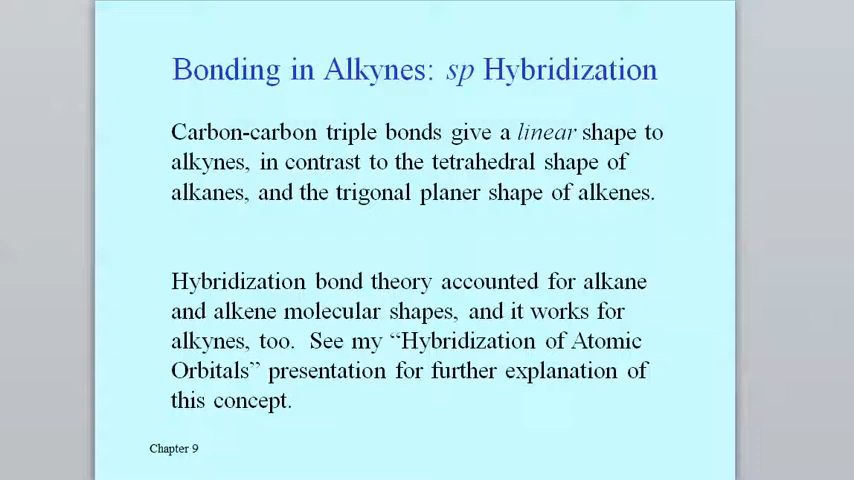 Bonding in Alkynes: sp Hybridization
Carbon-carbon triple bonds give a linear shape to
alkynes, in contrast to the tetrahedral shape of
alkanes, and the trigonal planer shape of alkenes.
Hybridization bond theory accounted for alkane
and alkene molecular shapes, and it works for
alkynes, too. See my “Hybridization of Atomic
Orbitals” presentation for further explanation of
this concept.
Chapter 9